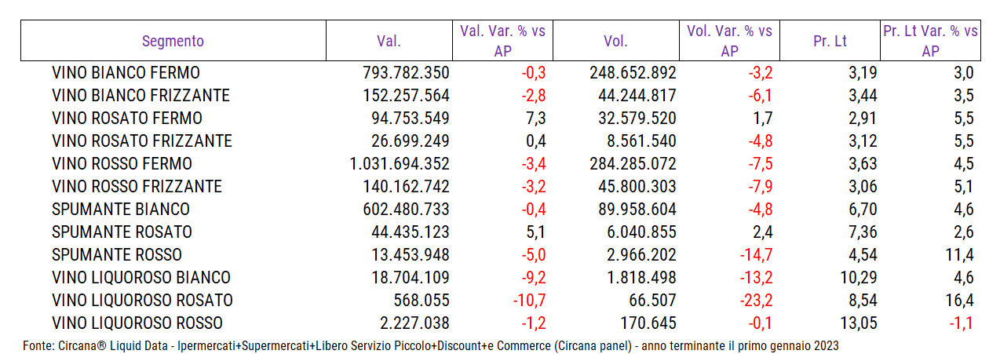 Segmento Val. Val. Var. % vs AP Vol. Vol. Var. % vs AP Pr. Lt Pr. Lt Var. % vs AP
VINO BIANCO FERMO 793.782.350 -0,3 248.652.892 -3,2 3,19 3,0
VINO BIANCO FRIZZANTE 152.257.564 -2,8 44.244.817 -6,1 3,44 3,5
VINO ROSATO FERMO 94.753.549 7,3 32.579.520 1,7 2,91 5,5
VINO ROSATO FRIZZANTE 26.699.249 0,4 8.561.540 -4,8 3,12 5,5
VINO ROSSO FERMO 1.031.694.352 -3,4 284.285.072 -7,5 3,63 4,5
VINO ROSSO FRIZZANTE 140.162.742 -3,2 45.800.303 -7,9 3,06 5,1
SPUMANTE BIANCO 602.480.733 -0,4 89.958.604 -4,8 6,70 4,6
SPUMANTE ROSATO 44.435.123 5,1 6.040.855 2,4 7,36 2,6
SPUMANTE ROSSO 13.453.948 -5,0 2.966.202 -14,7 4,54 11,4
VINO LIQUOROSO BIANCO 18.704.109 -9,2 1.818.498 -13,2 10,29 4,6
VINO LIQUOROSO ROSATO 568.055 -10,7 66.507 -23,2 8,54 16,4
VINO LIQUOROSO ROSSO 2.227.038 -1,2 170.645 -0,1 13,05 -1,1
Fonte: Circana® Liquid Data - Ipermercati+Supermercati+Libero Servizio Piccolo+Discount+e Commerce (Circana panel) - anno terminante il primo gennaio 2023